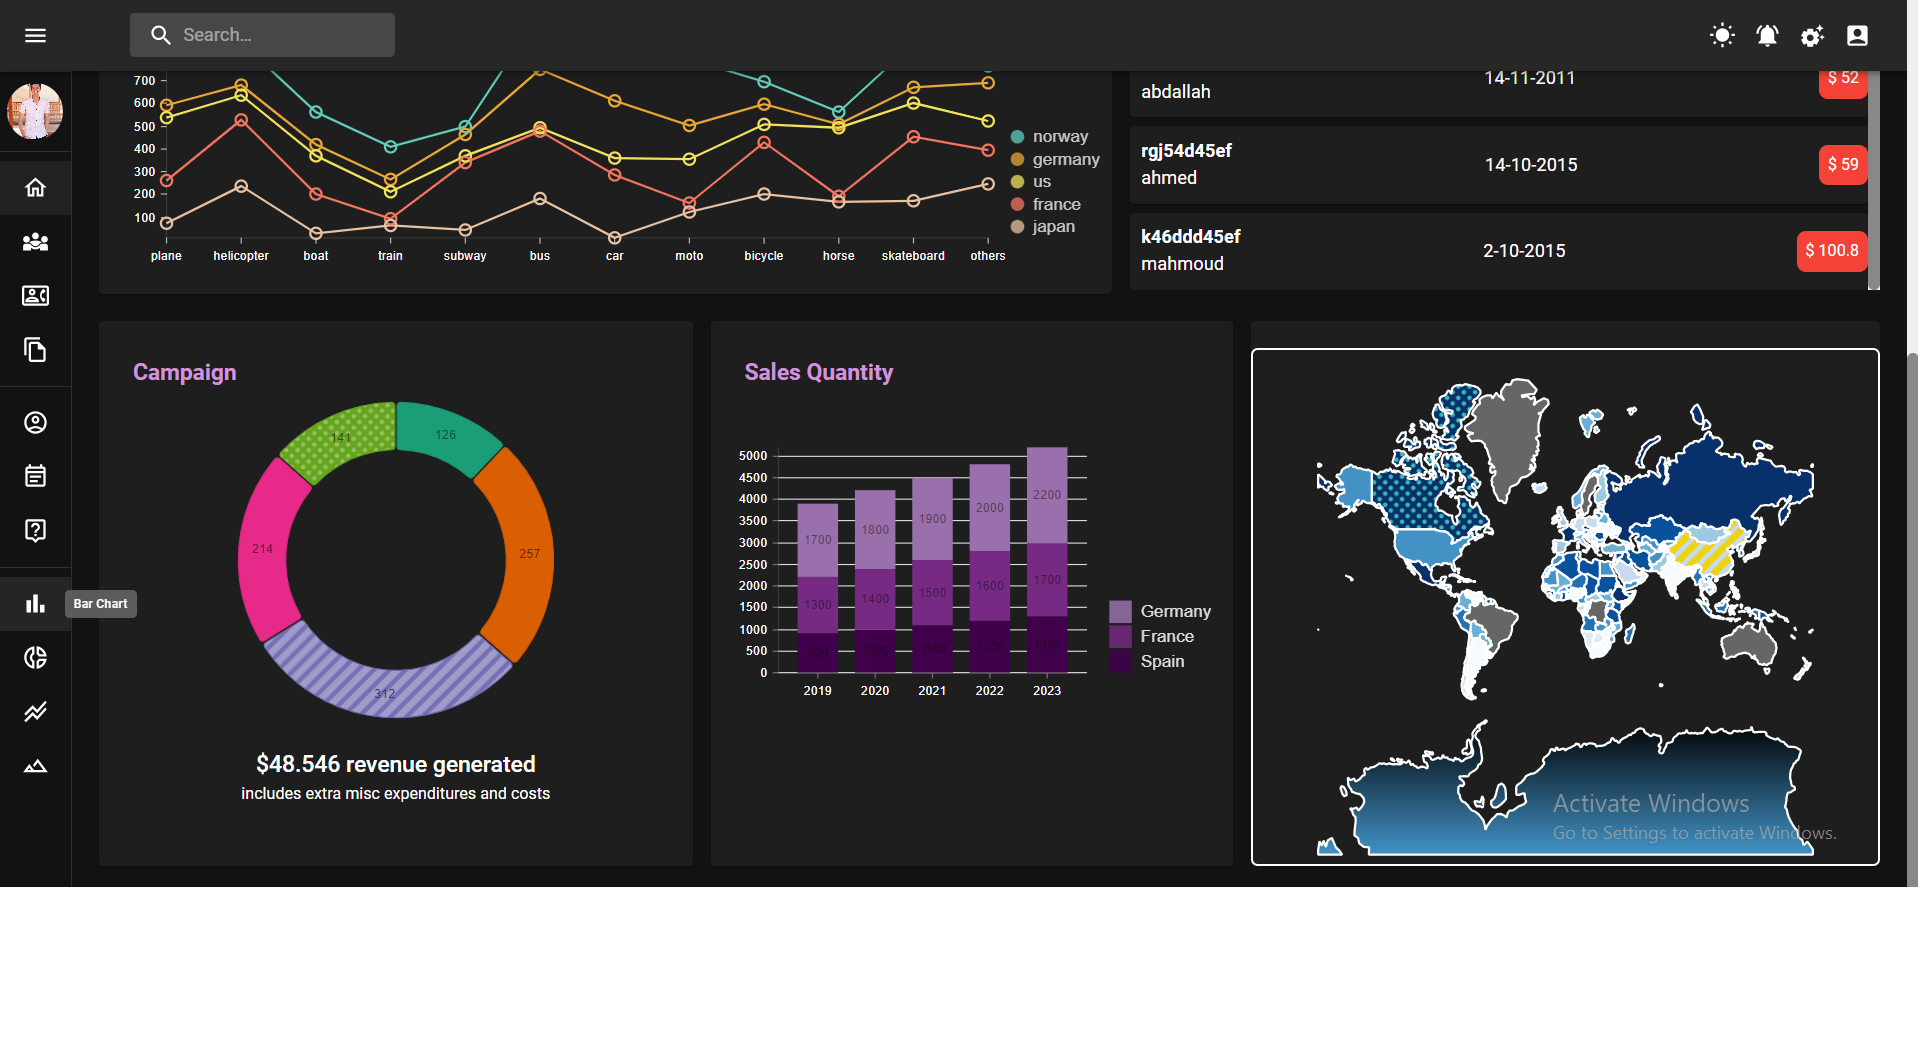 Search...
700
600
500
400
300
200
100
plane helicopter boat train subway bus car moto bicycle horse skateboard others
norway
germany
us
france
japan
abdallah 14-11-2011 $ 52
rgj54d45ef
ahmed 14-10-2015 $ 59
k46ddd45ef
mahmoud 2-10-2015 $ 100.8
Bar Chart
Campaign
141 126
214 257
312
$48.546 revenue generated
includes extra misc expenditures and costs
Sales Quantity
5000
4500
4000
3500
3000
2500
2000
1500
1000
500
0
1700 1800 1900 2000 2200
1300 1400 1500 1600 1700
900 1000 1100 1200 1300
2019 2020 2021 2022 2023
Germany
France
Spain
Activate Windows
Go to Settings to activate Windows.